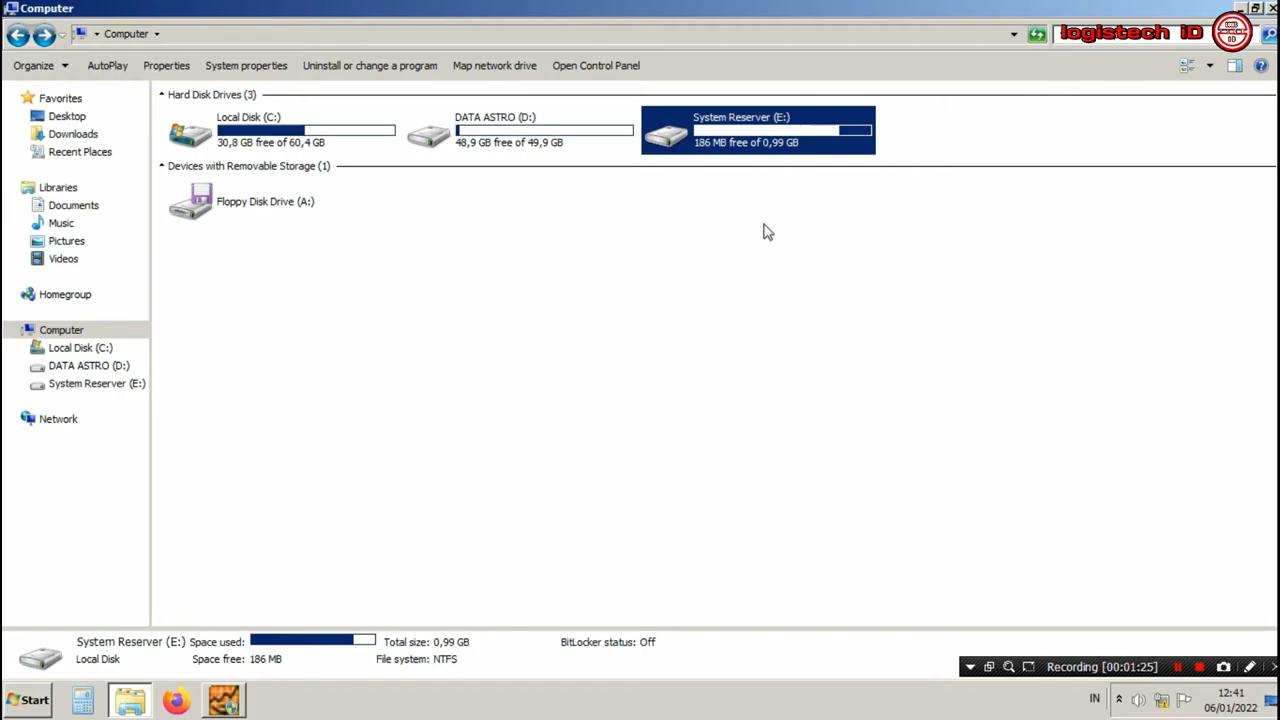 Computer
Computer
logistech iD
iD
Organize
AutoPlay
Properties
System properties
Uninstall or change a program
Map network drive
Open Control Panel
Favorites
Desktop
Downloads
Recent Places
Libraries
Documents
Music
Pictures
Videos
Homegroup
Computer
Local Disk (C:)
DATA ASTRO (D:)
System Reserver (E:)
Network
Hard Disk Drives (3)
Local Disk (C:)
30,8 GB free of 60,4 GB
DATA ASTRO (D:)
48,9 GB free of 49,9 GB
System Reserver (E:)
186 MB free of 0,99 GB
Devices with Removable Storage (1)
Floppy Disk Drive (A:)
System Reserver (E:) Space used: Total size: 0,99 GB BitLocker status: Off
Local Disk Space free: 186 MB File system: NTFS
Recording [00:01:25]
Start
IN
12:41
06/01/2022